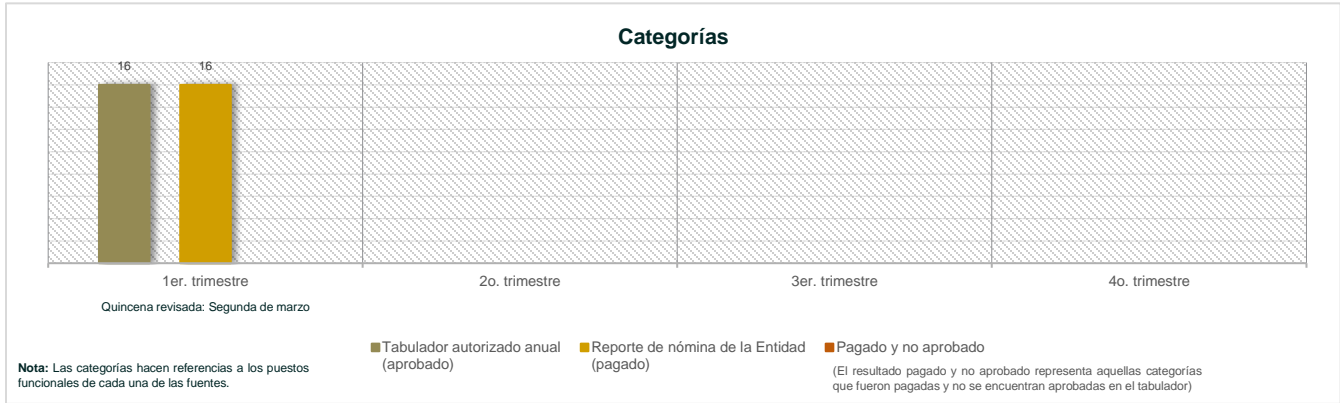 Categorías
16 16
1er. trimestre 2o. trimestre 3er. trimestre 4o. trimestre
Quincena revisada: Segunda de marzo
Tabulador autorizado anual
(aprobado)
Reporte de nómina de la Entidad
(pagado)
Pagado y no aprobado
(El resultado pagado y no aprobado representa aquellas categorías
que fueron pagadas y no se encuentran aprobadas en el tabulador)
Nota: Las categorías hacen referencias a los puestos
funcionales de cada una de las fuentes.